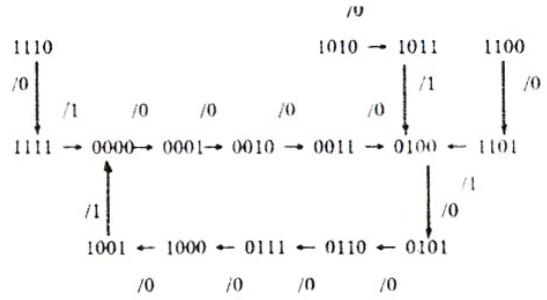 /0
1110 1010 → 1011 1100
/0 /1 /0
/1 /0 /0 /0 /0
1111 → 0000 → 0001 → 0010 → 0011 → 0100 ← 1101
/1
/1 /0
1001 ← 1000 ← 0111 ← 0110 ← 0101
/0 /0 /0 /0